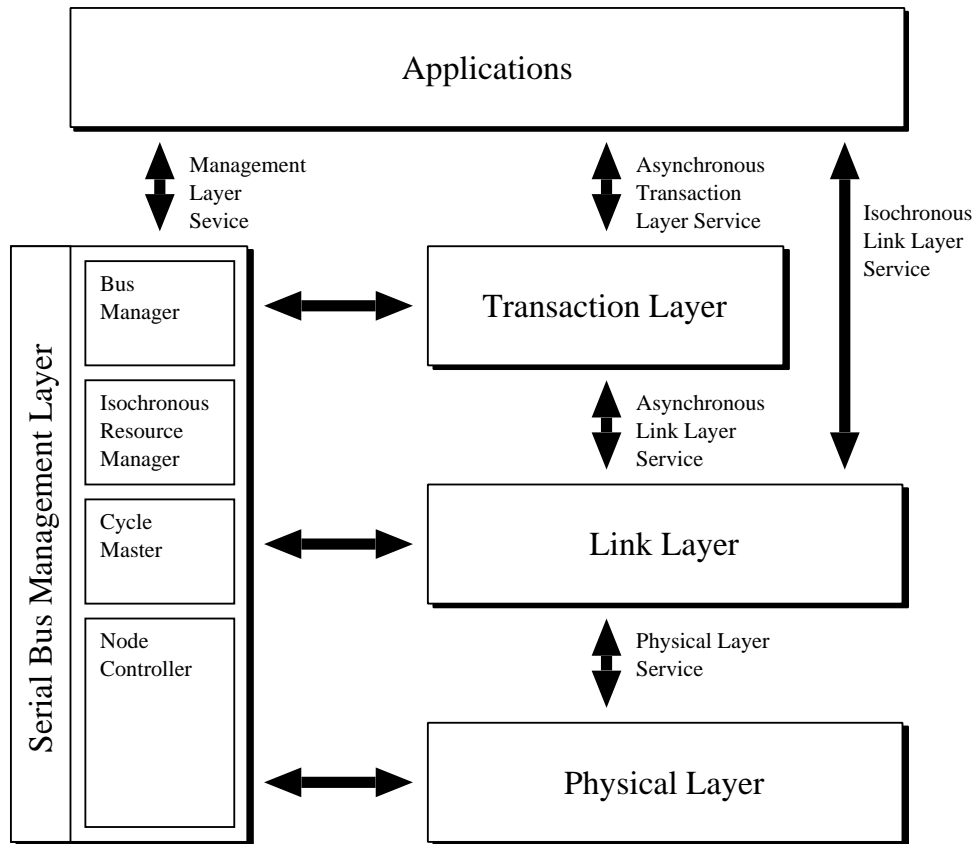 Applications
Management
Layer
Sevice
Asynchronous
Transaction
Layer Service
Isochronous
Link Layer
Service
Serial Bus Management Layer
Bus
Manager
Isochronous
Resource
Manager
Cycle
Master
Node
Controller
Transaction Layer
Asynchronous
Link Layer
Service
Link Layer
Physical Layer
Service
Physical Layer